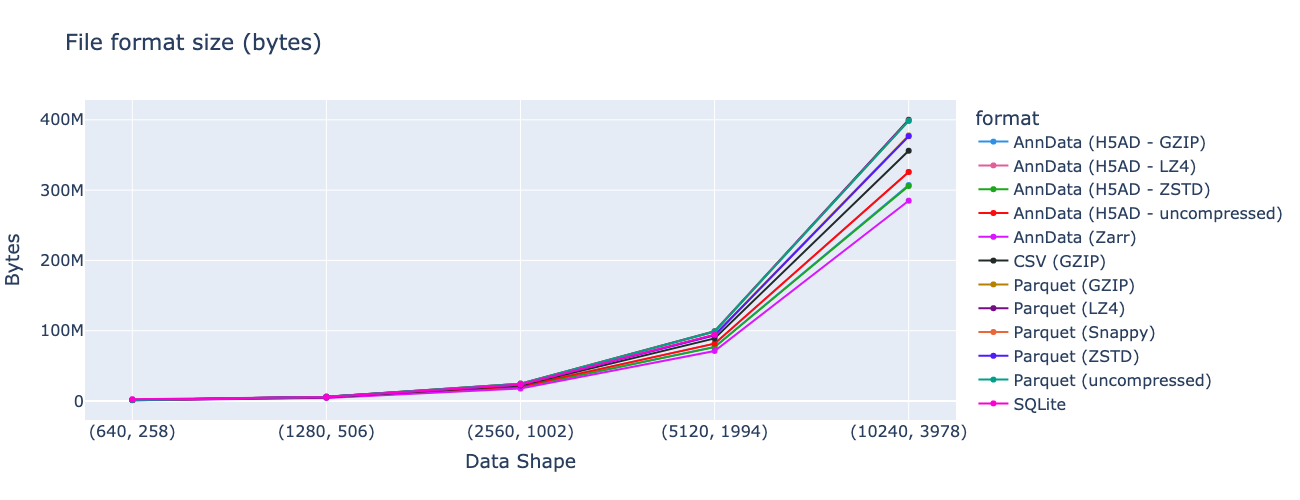 File format size (bytes)
400M
300M
200M
100M
0
Bytes
(640, 258)
(1280, 506)
(2560, 1002)
(5120, 1994)
(10240, 3978)
Data Shape
format
AnnData (H5AD - GZIP)
AnnData (H5AD - LZ4)
AnnData (H5AD - ZSTD)
AnnData (H5AD - uncompressed)
AnnData (Zarr)
CSV (GZIP)
Parquet (GZIP)
Parquet (LZ4)
Parquet (Snappy)
Parquet (ZSTD)
Parquet (uncompressed)
SQLite